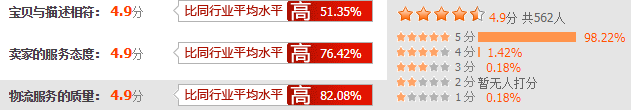 宝贝与描述相符： 4.9分 比同行业平均水平 高 51.35%
卖家的服务态度： 4.9分 比同行业平均水平 高 76.42%
物流服务的质量： 4.9分 比同行业平均水平 高 82.08%
4.9分 共562人
5分 98.22%
4分 1.42%
3分 0.18%
2分 暂无人打分
1分 0.18%